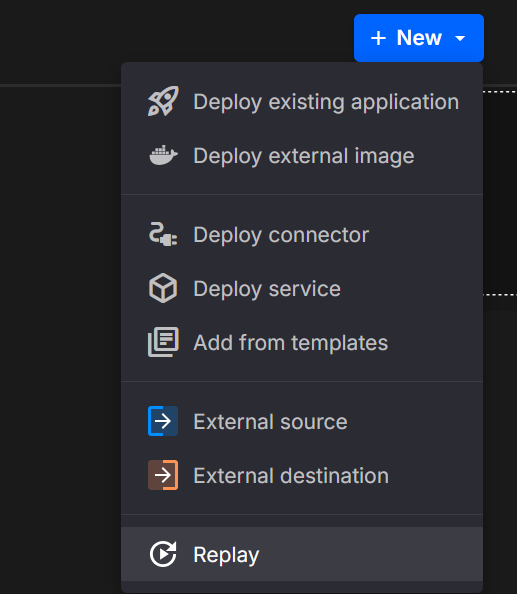 + New
Deploy existing application
Deploy external image
Deploy connector
Deploy service
Add from templates
External source
External destination
Replay